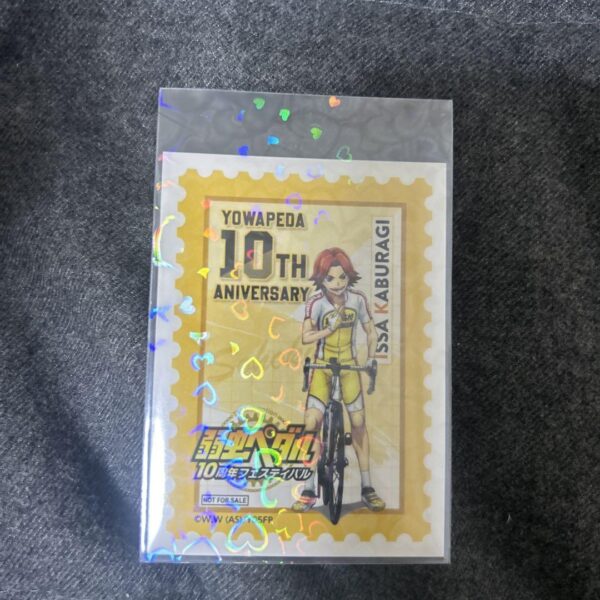 YOWAPEDA
10TH
ANIVERSARY
ISSA KABURAGI
弱虫ペダル
10周年フェスティバル
NOT FOR SALE